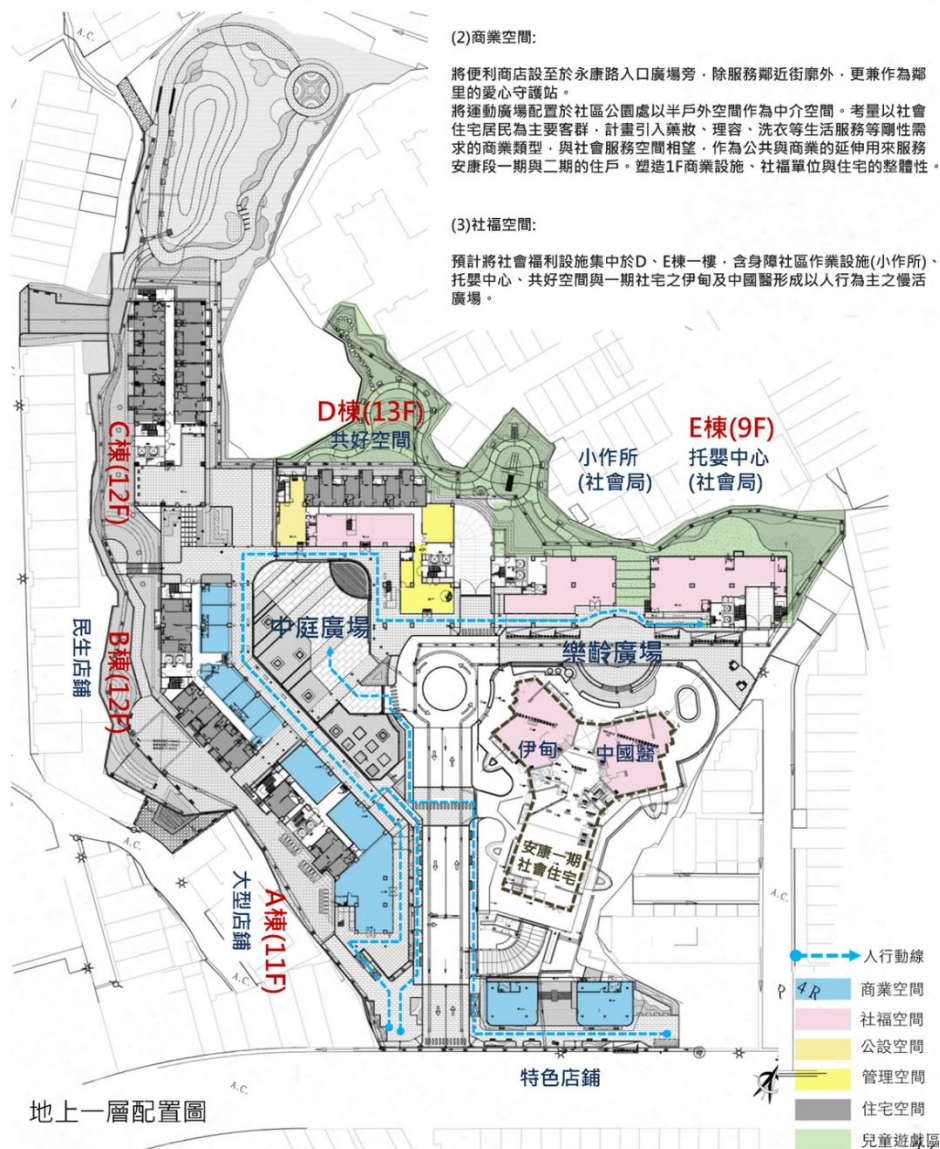 (2)商業空間:
將便利商店設至於永康路入口廣場旁，除服務鄰近街廓外，更兼作為鄰
里的愛心守護站。
將運動廣場配置於社區公園處以半戶外空間作為中介空間。考量以社會
住宅居民為主要客群，計畫引入藥妝、理容、洗衣等生活服務等剛性需
求的商業類型，與社會服務空間相望，作為公共與商業的延伸用來服務
安康段一期與二期的住戶。塑造1F商業設施、社福單位與住宅的整體性。
(3)社福空間:
預計將社會福利設施集中於D、E棟一樓，含身障社區作業設施(小作所)、
托嬰中心、共好空間與一期社宅之伊甸及中國醫形成以人行為主之慢活
廣場。
A.C.
D棟(13F)
共好空間
E棟(9F)
小作所
(社會局)
托嬰中心
(社會局)
C棟(12F)
中庭廣場
樂齡廣場
B棟(12F)
民生店鋪
伊甸
中國醫
安康一期
社會住宅
A.C.
A棟(11F)
大型店鋪
A.C.
特色店鋪
A.C.
人行動線
4R
商業空間
社福空間
公設空間
管理空間
住宅空間
兒童遊戲區
地上一層配置圖
A.C.